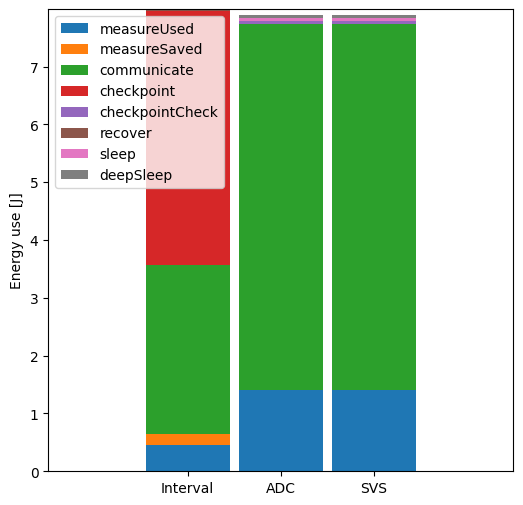 measureUsed
measureSaved
communicate
checkpoint
checkpointCheck
recover
sleep
deepSleep
Energy use [J]
7
6
5
4
3
2
1
0
Interval ADC SVS